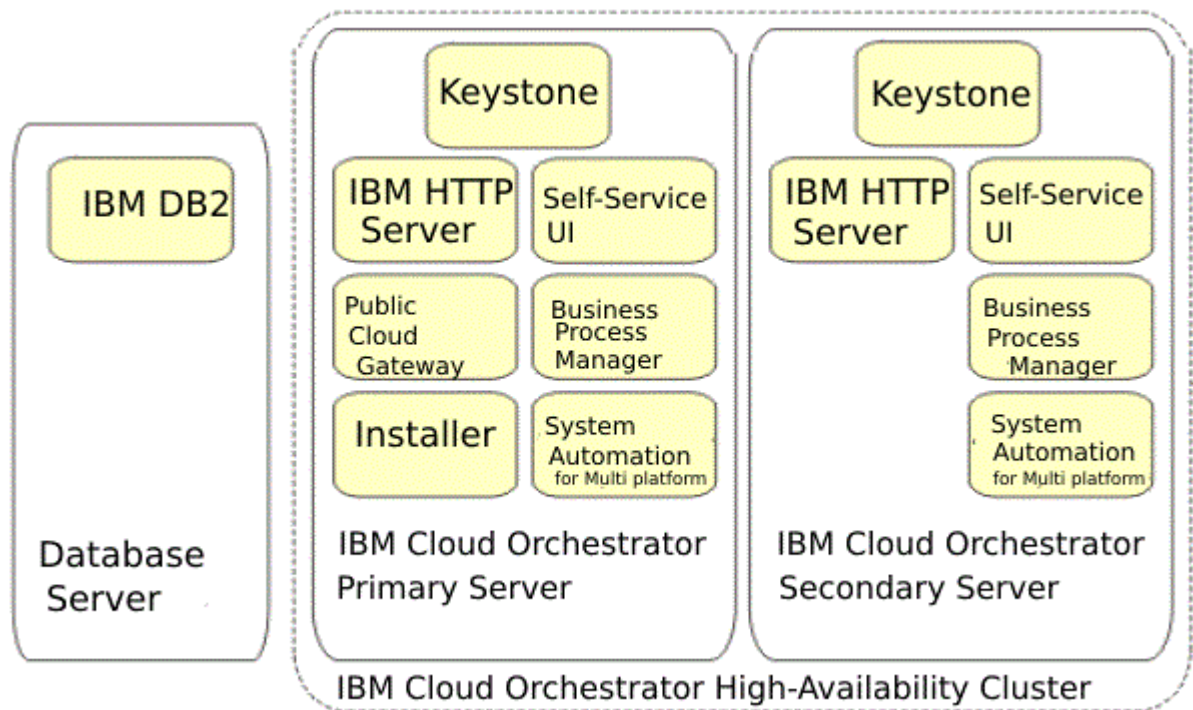 IBM DB2
Database
Server
Keystone
IBM HTTP
Server
Self-Service
UI
Public
Cloud
Gateway
Business
Process
Manager
Installer
System
Automation
for Multi platform
IBM Cloud Orchestrator
Primary Server
Keystone
IBM HTTP
Server
Self-Service
UI
Business
Process
Manager
System
Automation
for Multi platform
IBM Cloud Orchestrator
Secondary Server
IBM Cloud Orchestrator High-Availability Cluster